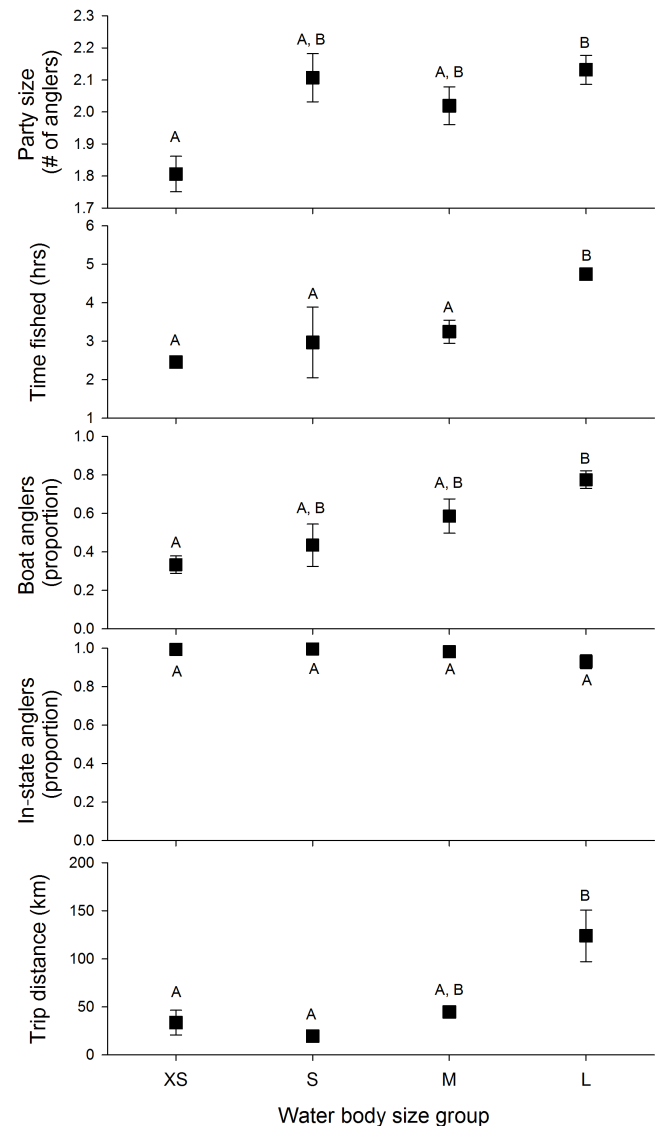 Party size
(# of anglers)
2.3
2.2
2.1
2.0
1.9
1.8
1.7
A
A, B
A, B
B
Time fished (hrs)
6
5
4
3
2
1
A
A
A
B
Boat anglers
(proportion)
1.0
0.8
0.6
0.4
0.2
0.0
A
A, B
A, B
B
In-state anglers
(proportion)
1.0
0.8
0.6
0.4
0.2
0.0
A
A
A
A
Trip distance (km)
200
150
100
50
0
A
A
A, B
B
XS S M L
Water body size group